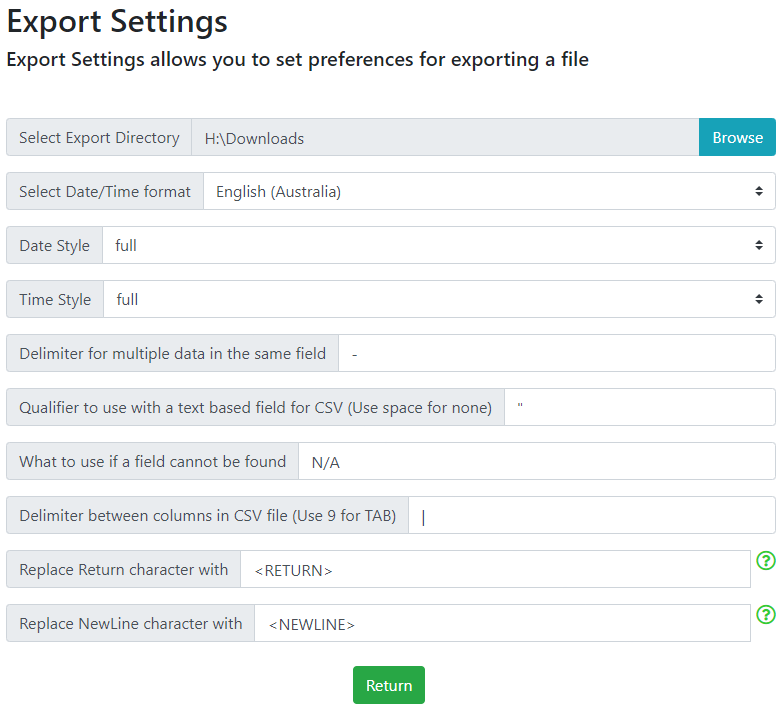 Export Settings
Export Settings allows you to set preferences for exporting a file
Select Export Directory H:\Downloads Browse
Select Date/Time format English (Australia)
Date Style full
Time Style full
Delimiter for multiple data in the same field -
Qualifier to use with a text based field for CSV (Use space for none) "
What to use if a field cannot be found N/A
Delimiter between columns in CSV file (Use 9 for TAB) |
Replace Return character with <RETURN> ?
Replace NewLine character with <NEWLINE> ?
Return